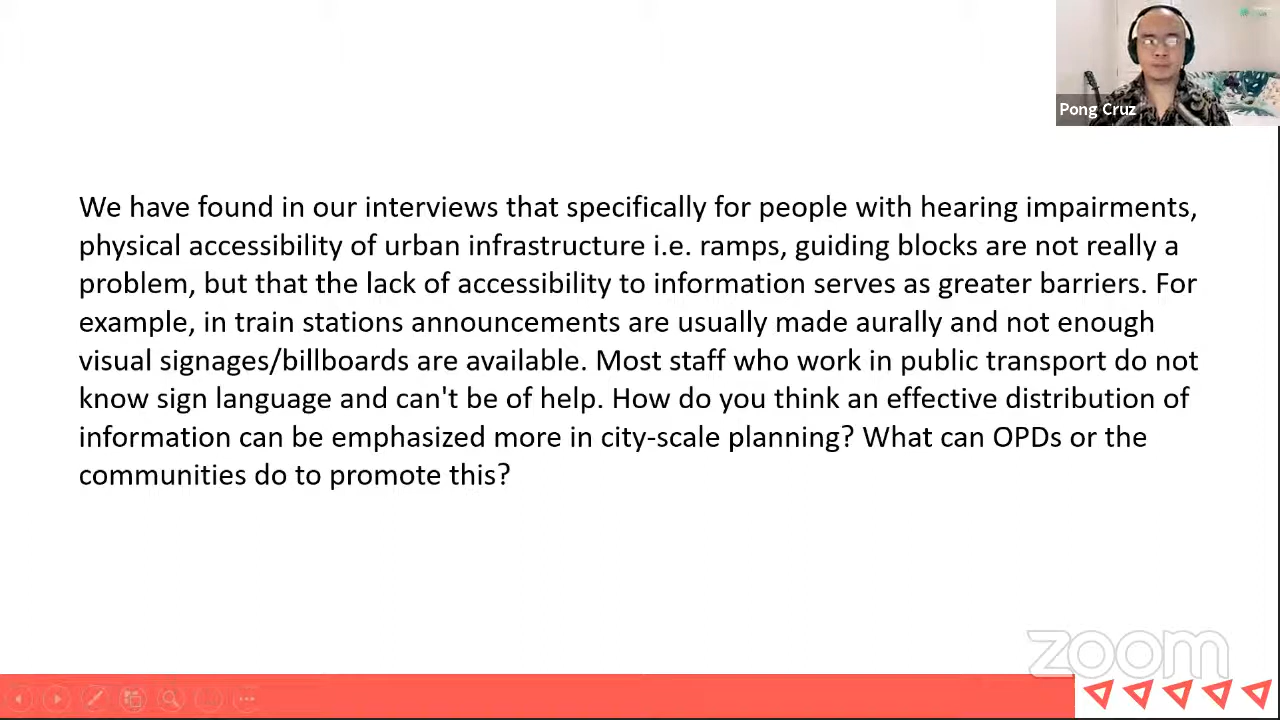 Pong Cruz
We have found in our interviews that specifically for people with hearing impairments,
physical accessibility of urban infrastructure i.e. ramps, guiding blocks are not really a
problem, but that the lack of accessibility to information serves as greater barriers. For
example, in train stations announcements are usually made aurally and not enough
visual signages/billboards are available. Most staff who work in public transport do not
know sign language and can't be of help. How do you think an effective distribution of
information can be emphasized more in city-scale planning? What can OPDs or the
communities do to promote this?
zoom